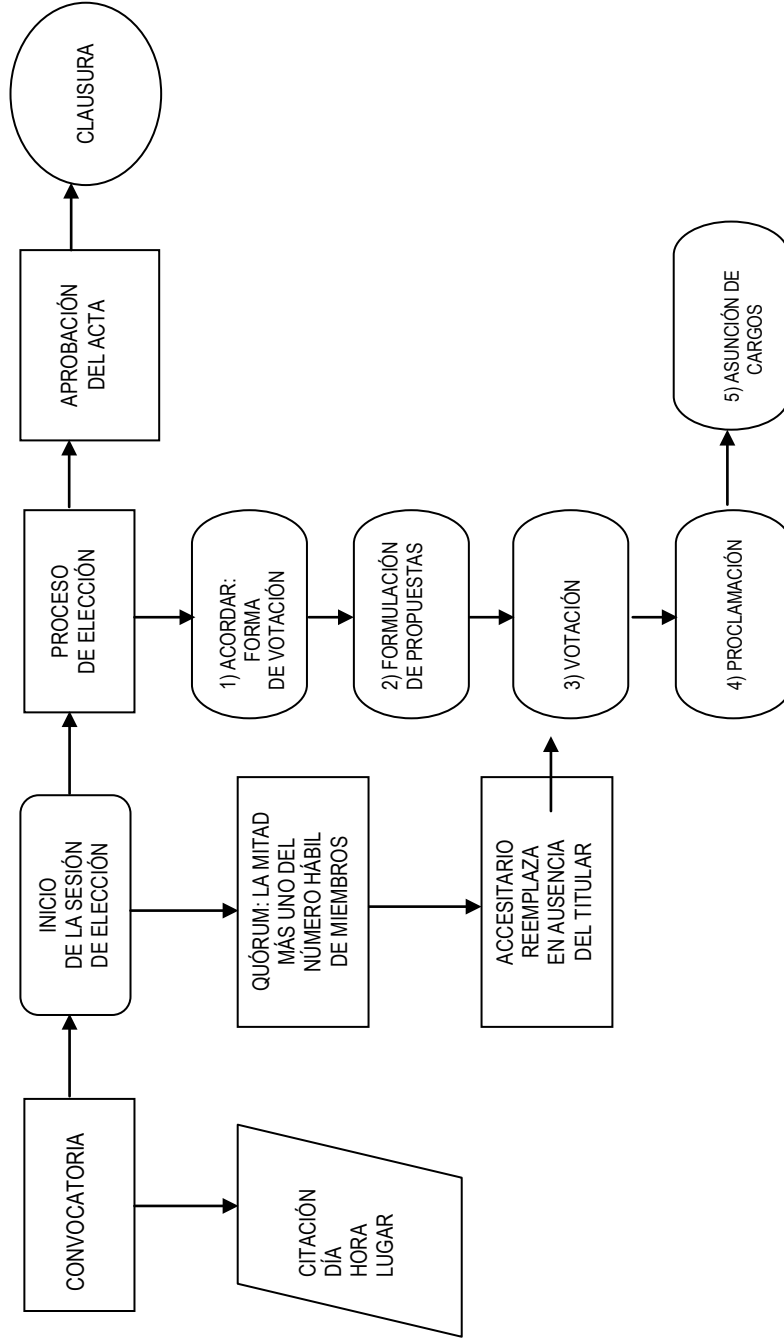 CONVOCATORIA
CITACIÓN
DÍA
HORA
LUGAR
INICIO
DE LA SESIÓN
DE ELECCIÓN
QUÓRUM: LA MITAD
MÁS UNO DEL
NÚMERO HÁBIL
DE MIEMBROS
ACCESITARIO
REEMPLAZA
EN AUSENCIA
DEL TITULAR
PROCESO
DE ELECCIÓN
1) ACORDAR:
FORMA
DE VOTACIÓN
2) FORMULACIÓN
DE PROPUESTAS
3) VOTACIÓN
4) PROCLAMACIÓN
5) ASUNCIÓN DE
CARGOS
APROBACIÓN
DEL ACTA
CLAUSURA